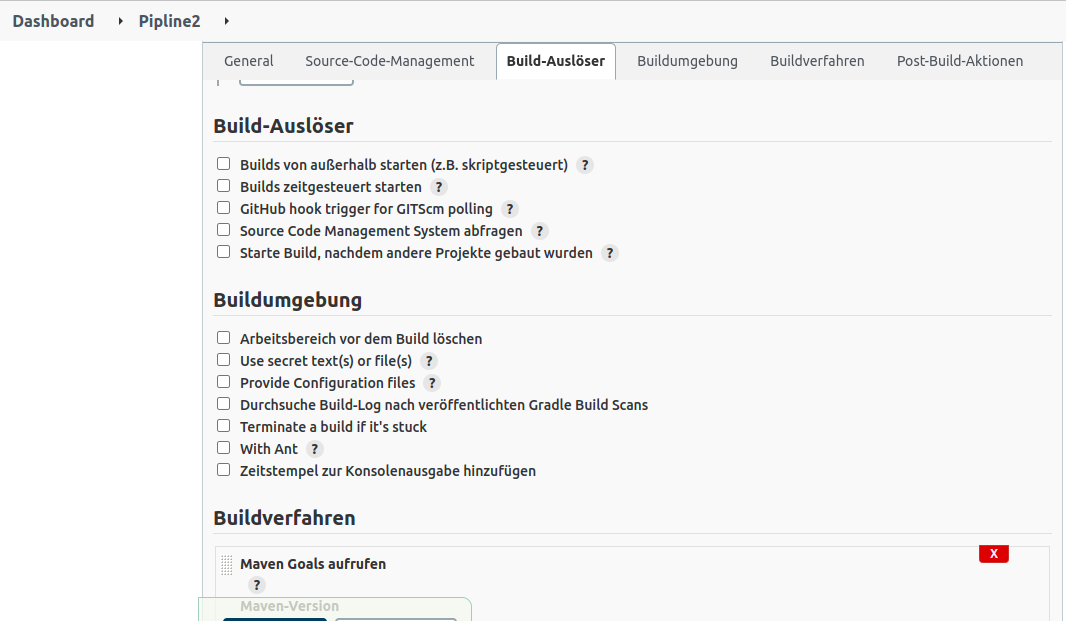 Dashboard Pipline2
General Source-Code-Management Build-Auslöser Buildumgebung Buildverfahren Post-Build-Aktionen
Build-Auslöser
Builds von außerhalb starten (z.B. skriptgesteuert) ?
Builds zeitgesteuert starten ?
GitHub hook trigger for GITScm polling ?
Source Code Management System abfragen ?
Starte Build, nachdem andere Projekte gebaut wurden ?
Buildumgebung
Arbeitsbereich vor dem Build löschen
Use secret text(s) or file(s) ?
Provide Configuration files ?
Durchsuche Build-Log nach veröffentlichten Gradle Build Scans
Terminate a build if it's stuck
With Ant ?
Zeitstempel zur Konsolenausgabe hinzufügen
Buildverfahren
X
Maven Goals aufrufen
?
Maven-Version